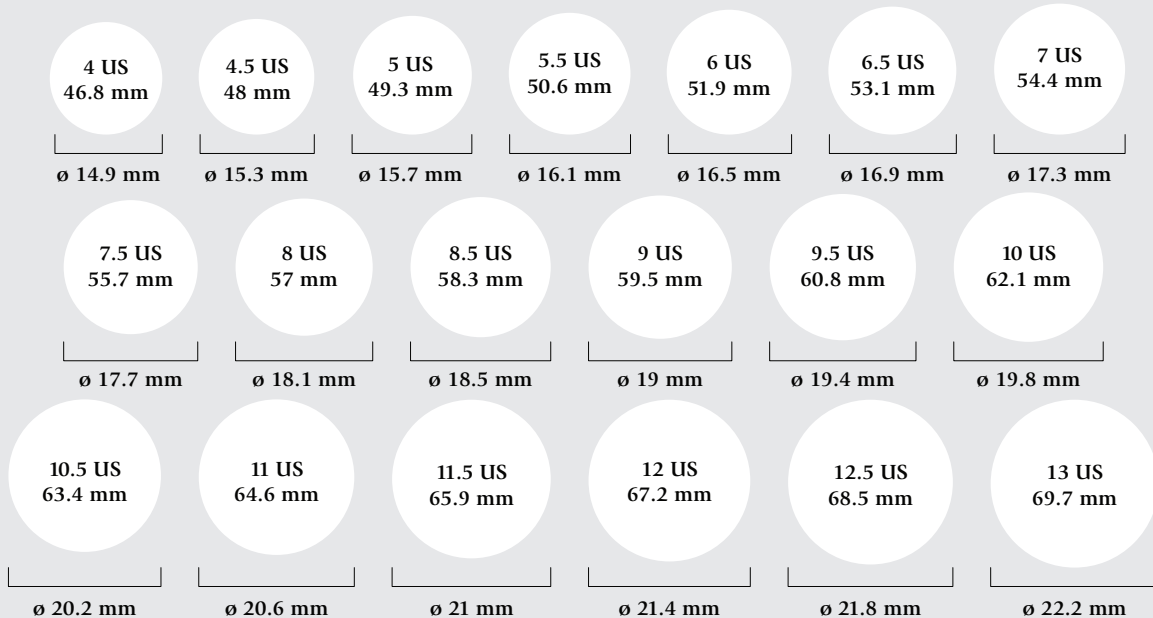 4 US
46.8 mm
4.5 US
48 mm
5 US
49.3 mm
5.5 US
50.6 mm
6 US
51.9 mm
6.5 US
53.1 mm
7 US
54.4 mm
ø 14.9 mm
ø 15.3 mm
ø 15.7 mm
ø 16.1 mm
ø 16.5 mm
ø 16.9 mm
ø 17.3 mm
7.5 US
55.7 mm
8 US
57 mm
8.5 US
58.3 mm
9 US
59.5 mm
9.5 US
60.8 mm
10 US
62.1 mm
ø 17.7 mm
ø 18.1 mm
ø 18.5 mm
ø 19 mm
ø 19.4 mm
ø 19.8 mm
10.5 US
63.4 mm
11 US
64.6 mm
11.5 US
65.9 mm
12 US
67.2 mm
12.5 US
68.5 mm
13 US
69.7 mm
ø 20.2 mm
ø 20.6 mm
ø 21 mm
ø 21.4 mm
ø 21.8 mm
ø 22.2 mm